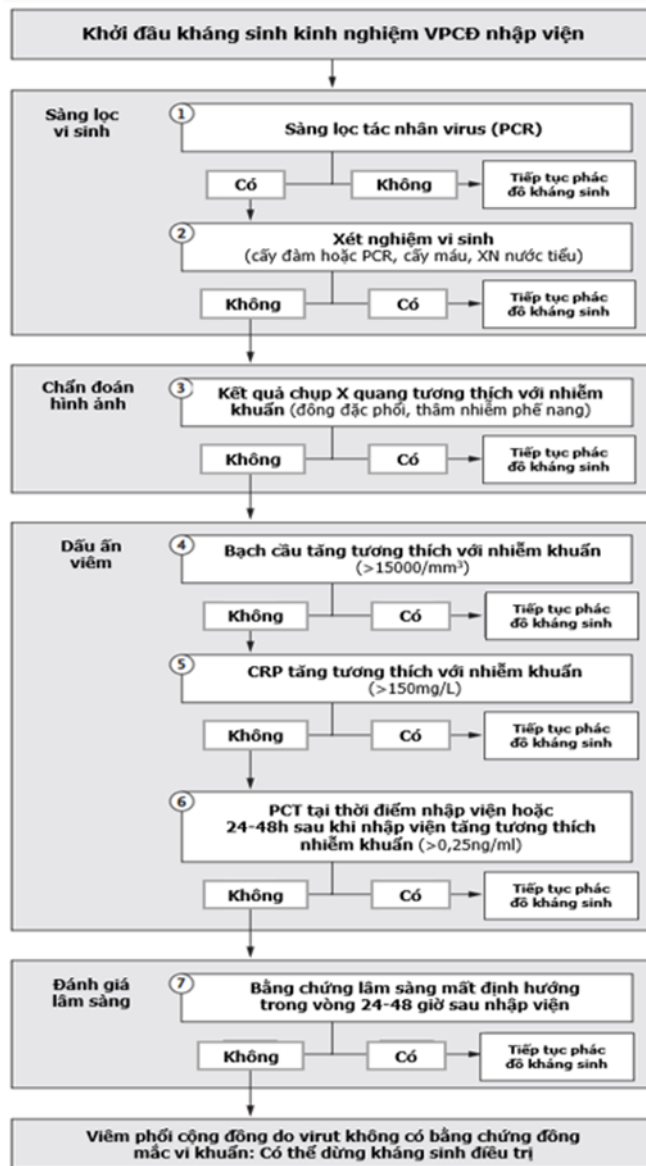 Khởi đầu kháng sinh kinh nghiệm VPCĐ nhập viện
Sàng lọc
vi sinh
1
Sàng lọc tác nhân virus (PCR)
Có
Không
Tiếp tục phác
đồ kháng sinh
2
Xét nghiệm vi sinh
(cấy đàm hoặc PCR, cấy máu, XN nước tiểu)
Không
Có
Tiếp tục phác
đồ kháng sinh
Chẩn đoán
hình ảnh
3
Kết quả chụp X quang tương thích với nhiễm
khuẩn (đông đặc phổi, thâm nhiễm phế nang)
Không
Có
Tiếp tục phác
đồ kháng sinh
Dấu ấn
viêm
4
Bạch cầu tăng tương thích với nhiễm khuẩn
(>15000/mm³)
Không
Có
Tiếp tục phác
đồ kháng sinh
5
CRP tăng tương thích với nhiễm khuẩn
(>150mg/L)
Không
Có
Tiếp tục phác
đồ kháng sinh
6
PCT tại thời điểm nhập viện hoặc
24-48h sau khi nhập viện tăng tương thích
nhiễm khuẩn (>0,25ng/ml)
Không
Có
Tiếp tục phác
đồ kháng sinh
Đánh giá
lâm sàng
7
Bằng chứng lâm sàng mất định hướng
trong vòng 24-48 giờ sau nhập viện
Không
Có
Tiếp tục phác
đồ kháng sinh
Viêm phổi cộng đồng do virut không có bằng chứng đồng
mắc vi khuẩn: Có thể dừng kháng sinh điều trị